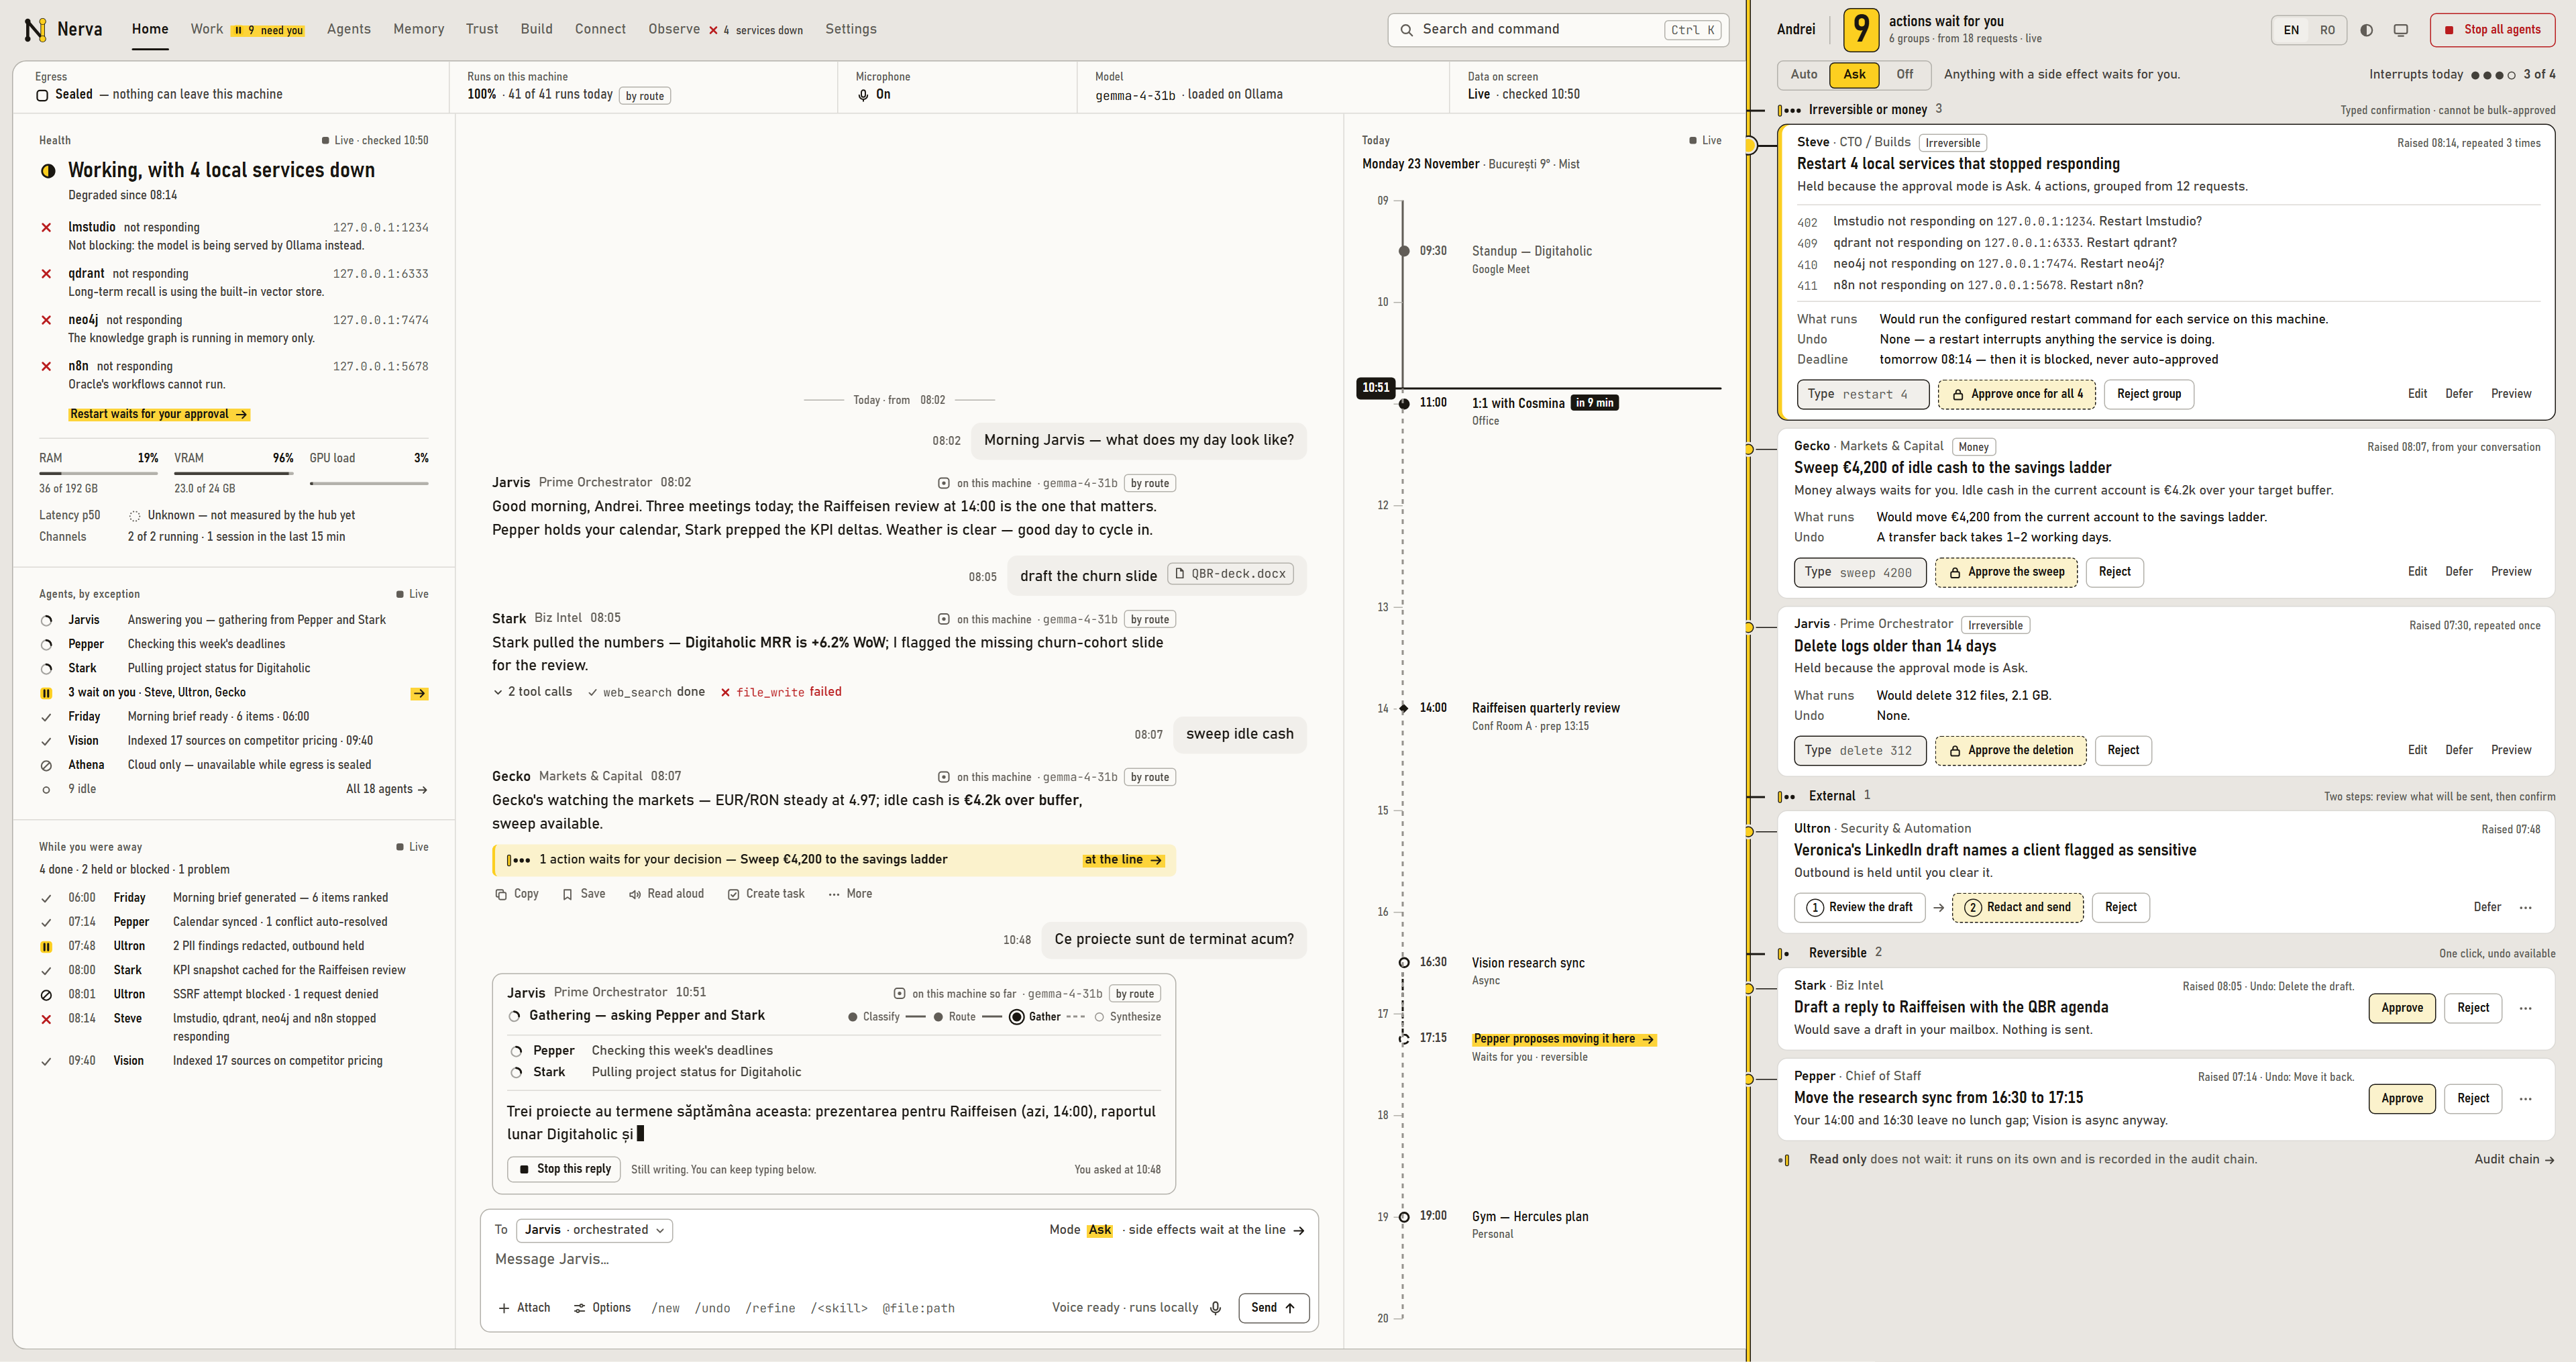 Nerva
Home
Work 9 need you
Agents
Memory
Trust
Build
Connect
Observe 4 services down
Settings
Search and command Ctrl K
Egress
Sealed — nothing can leave this machine
Runs on this machine
100% · 41 of 41 runs today by route
Microphone
On
Model
gemma-4-31b · loaded on Ollama
Data on screen
Live · checked 10:50
Health
Live · checked 10:50
Working, with 4 local services down
Degraded since 08:14
lmstudio not responding 127.0.0.1:1234
Not blocking: the model is being served by Ollama instead.
qdrant not responding 127.0.0.1:6333
Long-term recall is using the built-in vector store.
neo4j not responding 127.0.0.1:7474
The knowledge graph is running in memory only.
n8n not responding 127.0.0.1:5678
Oracle's workflows cannot run.
Restart waits for your approval →
RAM 19%
36 of 192 GB
VRAM 96%
23.0 of 24 GB
GPU load 3%
Latency p50 Unknown — not measured by the hub yet
Channels 2 of 2 running · 1 session in the last 15 min
Agents, by exception
Live
Jarvis Answering you — gathering from Pepper and Stark
Pepper Checking this week's deadlines
Stark Pulling project status for Digitaholic
3 wait on you · Steve, Ultron, Gecko →
Friday Morning brief ready · 6 items · 06:00
Vision Indexed 17 sources on competitor pricing · 09:40
Athena Cloud only — unavailable while egress is sealed
9 idle All 18 agents →
While you were away
Live
4 done · 2 held or blocked · 1 problem
06:00 Friday Morning brief generated — 6 items ranked
07:14 Pepper Calendar synced · 1 conflict auto-resolved
07:48 Ultron 2 PII findings redacted, outbound held
08:00 Stark KPI snapshot cached for the Raiffeisen review
08:01 Ultron SSRF attempt blocked · 1 request denied
08:14 Steve lmstudio, qdrant, neo4j and n8n stopped
responding
09:40 Vision Indexed 17 sources on competitor pricing
Today · from 08:02
08:02 Morning Jarvis — what does my day look like?
Jarvis Prime Orchestrator 08:02 on this machine · gemma-4-31b by route
Good morning, Andrei. Three meetings today; the Raiffeisen review at 14:00 is the one that matters.
Pepper holds your calendar, Stark prepped the KPI deltas. Weather is clear — good day to cycle in.
08:05 draft the churn slide QBR-deck.docx
Stark Biz Intel 08:05 on this machine · gemma-4-31b by route
Stark pulled the numbers — Digitaholic MRR is +6.2% WoW; I flagged the missing churn-cohort slide
for the review.
2 tool calls web_search done file_write failed
08:07 sweep idle cash
Gecko Markets & Capital 08:07 on this machine · gemma-4-31b by route
Gecko's watching the markets — EUR/RON steady at 4.97; idle cash is €4.2k over buffer,
sweep available.
1 action waits for your decision — Sweep €4,200 to the savings ladder at the line →
Copy Save Read aloud Create task ··· More
10:48 Ce proiecte sunt de terminat acum?
Jarvis Prime Orchestrator 10:51 on this machine so far · gemma-4-31b by route
Gathering — asking Pepper and Stark Classify Route Gather Synthesize
Pepper Checking this week's deadlines
Stark Pulling project status for Digitaholic
Trei proiecte au termene săptămâna aceasta: prezentarea pentru Raiffeisen (azi, 14:00), raportul
lunar Digitaholic și
Stop this reply Still writing. You can keep typing below. You asked at 10:48
To Jarvis · orchestrated Mode Ask · side effects wait at the line →
Message Jarvis…
Attach Options /new /undo /refine /<skill> @file:path Voice ready · runs locally Send ↑
Today
Live
Monday 23 November · București 9° · Mist
09
09:30 Standup — Digitaholic
Google Meet
10
10:51
11:00 1:1 with Cosmina in 9 min
Office
12
13
14 14:00 Raiffeisen quarterly review
Conf Room A · prep 13:15
15
16
16:30 Vision research sync
Async
17
17:15 Pepper proposes moving it here →
Waits for you · reversible
18
19 19:00 Gym — Hercules plan
Personal
20
Andrei
9 actions wait for you
6 groups · from 18 requests · live
EN RO
Stop all agents
Auto Ask Off Anything with a side effect waits for you.
Interrupts today 3 of 4
Irreversible or money 3 Typed confirmation · cannot be bulk-approved
Steve · CTO / Builds Irreversible Raised 08:14, repeated 3 times
Restart 4 local services that stopped responding
Held because the approval mode is Ask. 4 actions, grouped from 12 requests.
402 lmstudio not responding on 127.0.0.1:1234. Restart lmstudio?
409 qdrant not responding on 127.0.0.1:6333. Restart qdrant?
410 neo4j not responding on 127.0.0.1:7474. Restart neo4j?
411 n8n not responding on 127.0.0.1:5678. Restart n8n?
What runs Would run the configured restart command for each service on this machine.
Undo None — a restart interrupts anything the service is doing.
Deadline tomorrow 08:14 — then it is blocked, never auto-approved
Type restart 4 Approve once for all 4 Reject group Edit Defer Preview
Gecko · Markets & Capital Money Raised 08:07, from your conversation
Sweep €4,200 of idle cash to the savings ladder
Money always waits for you. Idle cash in the current account is €4.2k over your target buffer.
What runs Would move €4,200 from the current account to the savings ladder.
Undo A transfer back takes 1–2 working days.
Type sweep 4200 Approve the sweep Reject Edit Defer Preview
Jarvis · Prime Orchestrator Irreversible Raised 07:30, repeated once
Delete logs older than 14 days
Held because the approval mode is Ask.
What runs Would delete 312 files, 2.1 GB.
Undo None.
Type delete 312 Approve the deletion Reject Edit Defer Preview
External 1 Two steps: review what will be sent, then confirm
Ultron · Security & Automation Raised 07:48
Veronica's LinkedIn draft names a client flagged as sensitive
Outbound is held until you clear it.
1 Review the draft → 2 Redact and send Reject Defer ···
Reversible 2 One click, undo available
Stark · Biz Intel Raised 08:05 · Undo: Delete the draft.
Draft a reply to Raiffeisen with the QBR agenda
Would save a draft in your mailbox. Nothing is sent.
Approve Reject ···
Pepper · Chief of Staff Raised 07:14 · Undo: Move it back.
Move the research sync from 16:30 to 17:15
Your 14:00 and 16:30 leave no lunch gap; Vision is async anyway.
Approve Reject ···
Read only does not wait: it runs on its own and is recorded in the audit chain. Audit chain →